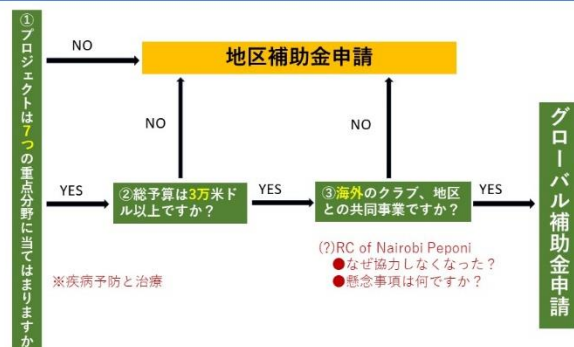 ①プロジェクトは7つの重点分野に当てはまりますか
NO
地区補助金申請
NO
NO
YES
②総予算は3万米ド
ル以上ですか？
YES
③海外のクラブ、地区
との共同事業ですか？
YES
グローバル補助金申請
※疾病予防と治療
(?)RC of Nairobi Peponi
●なぜ協力しなくなった？
●懸念事項は何ですか？